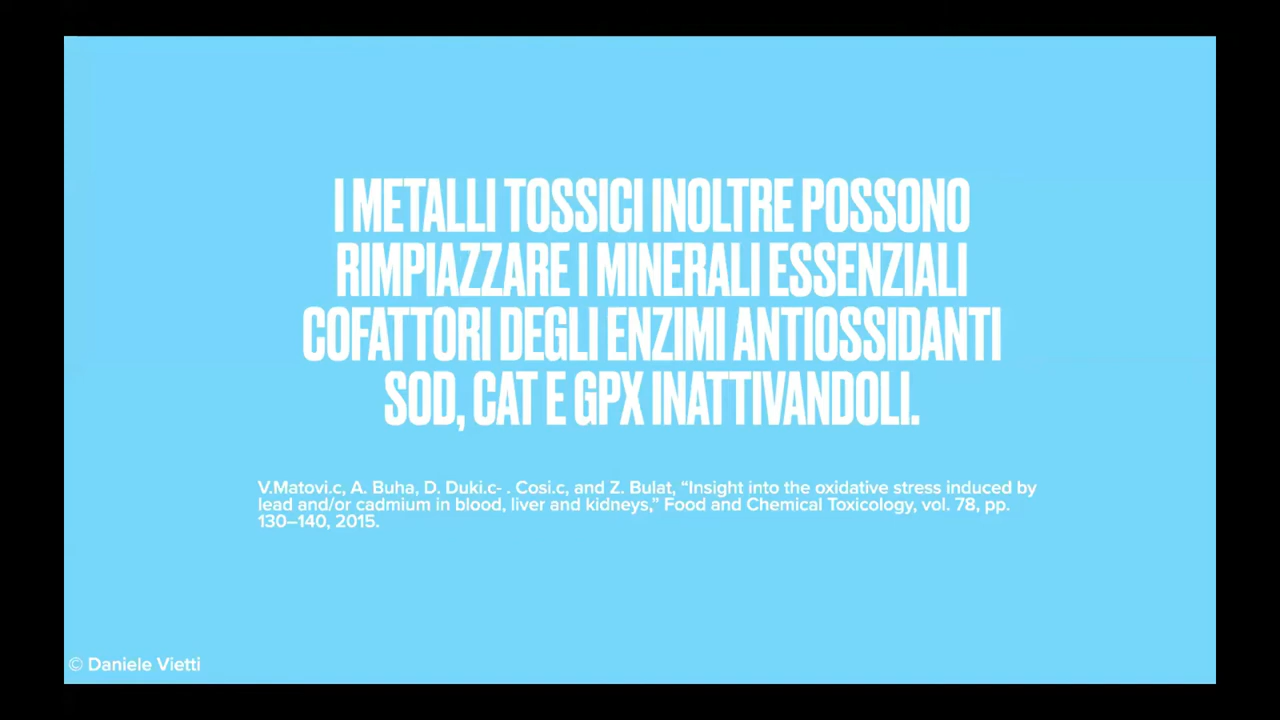 I METALLI TOSSICI INOLTRE POSSONO
RIMPIAZZARE I MINERALI ESSENZIALI
COFATTORI DEGLI ENZIMI ANTIOSSIDANTI
SOD, CAT E GPX INATTIVANDOLI.
V.Matovi.c, A. Buha, D. Duki.c- . Cosi.c, and Z. Bulat, “Insight into the oxidative stress induced by
lead and/or cadmium in blood, liver and kidneys,” Food and Chemical Toxicology, vol. 78, pp.
130–140, 2015.
© Daniele Vietti